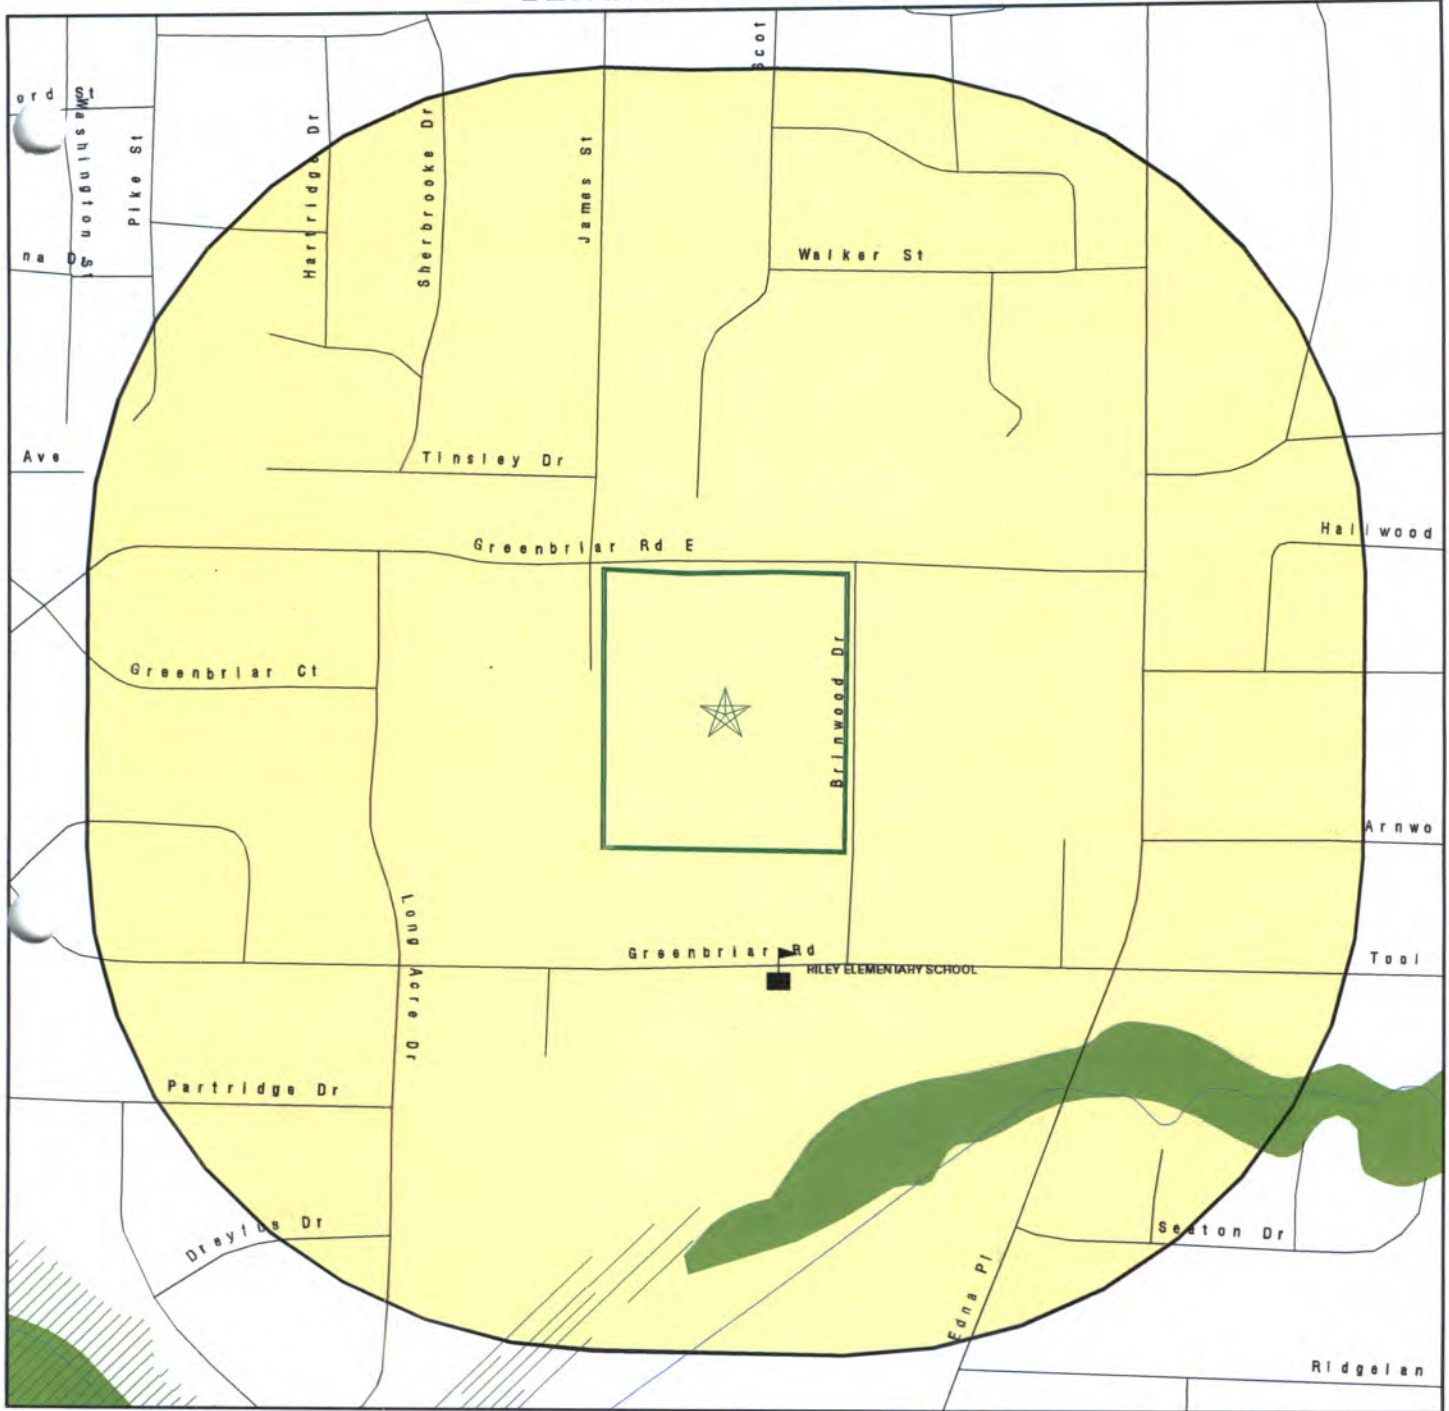 Scot
ord St
Washington St
Pike St
Hartridge Dr
Sherbrooke Dr
James St
na D
Walker St
Ave
Tinsley Dr
Greenbriar Rd E
Hallwood
Greenbriar Ct
Brinwood Dr
Arnwo
Long Acre Dr
Greenbriar Rd
RILEY ELEMENTARY SCHOOL
Tool
Partridge Dr
Dreyfus Dr
Seaton Dr
Edna Pl
Ridgelan